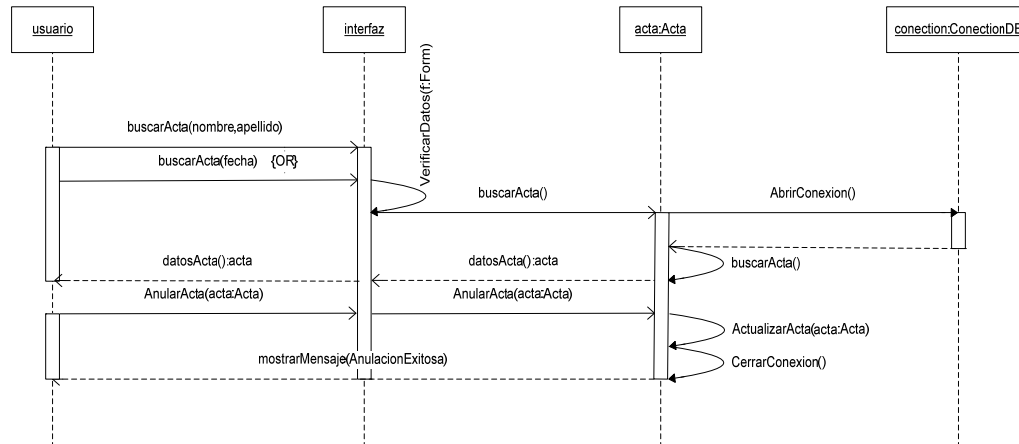 usuario
interfaz
acta:Acta
conection:ConectionDE
VerificarDatos(f:Form)
buscarActa(nombre,apellido)
buscarActa(fecha) {OR}
buscarActa()
AbrirConexion()
datosActa():acta
datosActa():acta
buscarActa()
AnularActa(acta:Acta)
AnularActa(acta:Acta)
ActualizarActa(acta:Acta)
mostrarMensaje(AnulacionExitosa)
CerrarConexion()